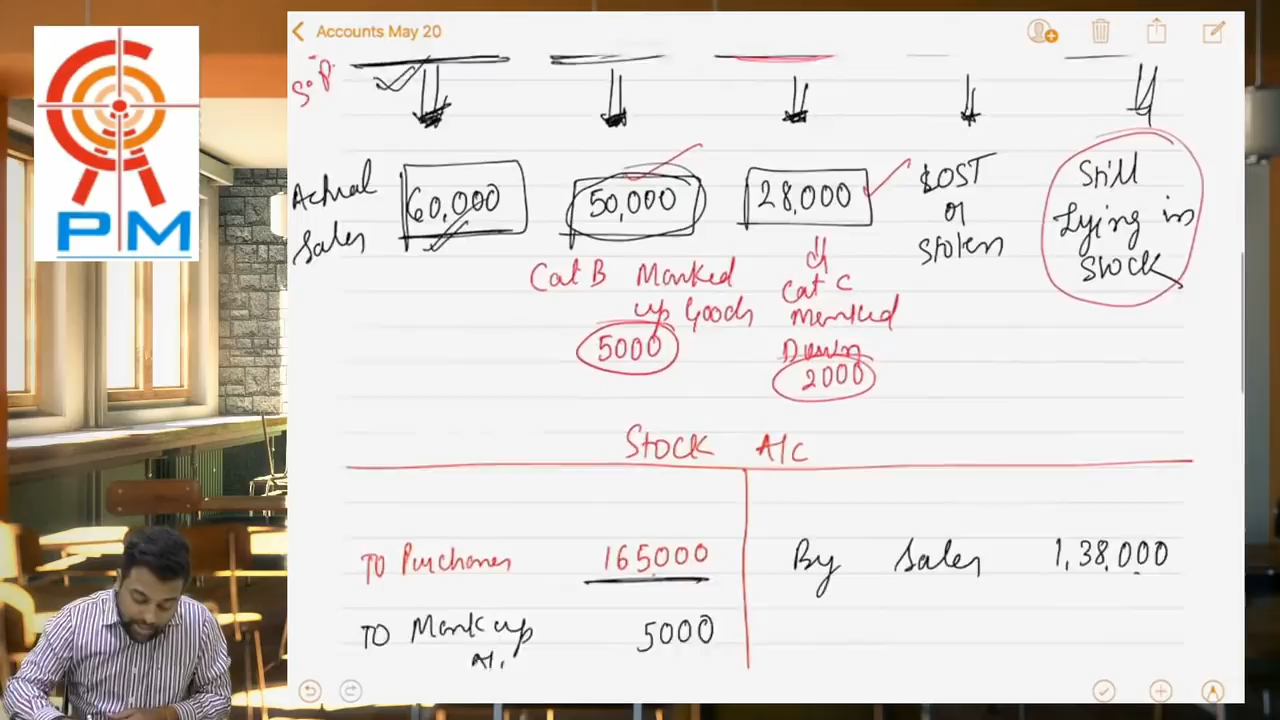 Accounts May 20
S.P.
Actual Sales
60,000
50,000
28,000
LOST or stolen
Still Lying in Stock
Cat B Marked up Goods
5000
Cat C Marked Down
2000
Stock A/c
To Purchases 165000
By Sales 1,38,000
To Mark up A/c 5000
PM